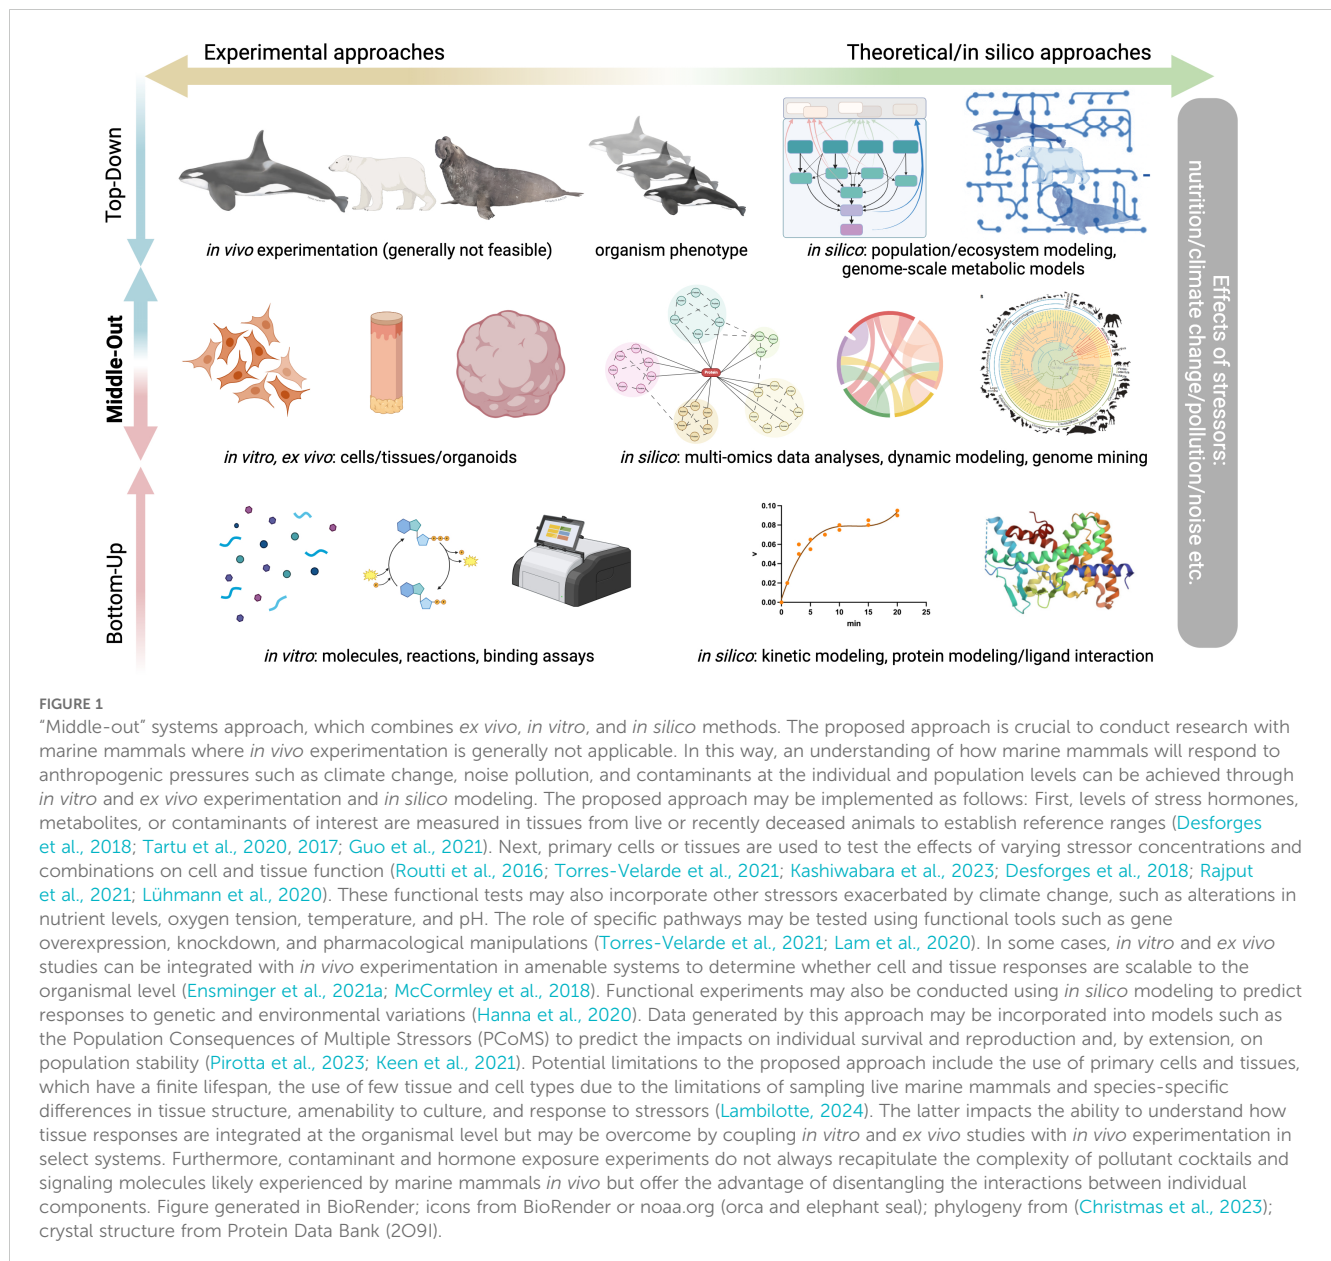 Experimental approaches
Theoretical/in silico approaches
Top-Down
in vivo experimentation (generally not feasible)
organism phenotype
in silico: population/ecosystem modeling,
genome-scale metabolic models
Middle-Out
Protein
in vitro, ex vivo: cells/tissues/organoids
in silico: multi-omics data analyses, dynamic modeling, genome mining
Bottom-Up
0.10
0.08
0.06
0.04
0.02
0.00
v
0
5
10
15
20
25
min
in vitro: molecules, reactions, binding assays
in silico: kinetic modeling, protein modeling/ligand interaction
Effects of stressors:
nutrition/climate change/pollution/noise etc.
FIGURE 1
“Middle-out” systems approach, which combines ex vivo, in vitro, and in silico methods. The proposed approach is crucial to conduct research with
marine mammals where in vivo experimentation is generally not applicable. In this way, an understanding of how marine mammals will respond to
anthropogenic pressures such as climate change, noise pollution, and contaminants at the individual and population levels can be achieved through
in vitro and ex vivo experimentation and in silico modeling. The proposed approach may be implemented as follows: First, levels of stress hormones,
metabolites, or contaminants of interest are measured in tissues from live or recently deceased animals to establish reference ranges (Desforges
et al., 2018; Tartu et al., 2020, 2017; Guo et al., 2021). Next, primary cells or tissues are used to test the effects of varying stressor concentrations and
combinations on cell and tissue function (Routti et al., 2016; Torres-Velarde et al., 2021; Kashiwabara et al., 2023; Desforges et al., 2018; Rajput
et al., 2021; Lühmann et al., 2020). These functional tests may also incorporate other stressors exacerbated by climate change, such as alterations in
nutrient levels, oxygen tension, temperature, and pH. The role of specific pathways may be tested using functional tools such as gene
overexpression, knockdown, and pharmacological manipulations (Torres-Velarde et al., 2021; Lam et al., 2020). In some cases, in vitro and ex vivo
studies can be integrated with in vivo experimentation in amenable systems to determine whether cell and tissue responses are scalable to the
organismal level (Ensminger et al., 2021a; McCormley et al., 2018). Functional experiments may also be conducted using in silico modeling to predict
responses to genetic and environmental variations (Hanna et al., 2020). Data generated by this approach may be incorporated into models such as
the Population Consequences of Multiple Stressors (PCoMS) to predict the impacts on individual survival and reproduction and, by extension, on
population stability (Pirotta et al., 2023; Keen et al., 2021). Potential limitations to the proposed approach include the use of primary cells and tissues,
which have a finite lifespan, the use of few tissue and cell types due to the limitations of sampling live marine mammals and species-specific
differences in tissue structure, amenability to culture, and response to stressors (Lambilotte, 2024). The latter impacts the ability to understand how
tissue responses are integrated at the organismal level but may be overcome by coupling in vitro and ex vivo studies with in vivo experimentation in
select systems. Furthermore, contaminant and hormone exposure experiments do not always recapitulate the complexity of pollutant cocktails and
signaling molecules likely experienced by marine mammals in vivo but offer the advantage of disentangling the interactions between individual
components. Figure generated in BioRender; icons from BioRender or noaa.org (orca and elephant seal); phylogeny from (Christmas et al., 2023);
crystal structure from Protein Data Bank (2O9I).